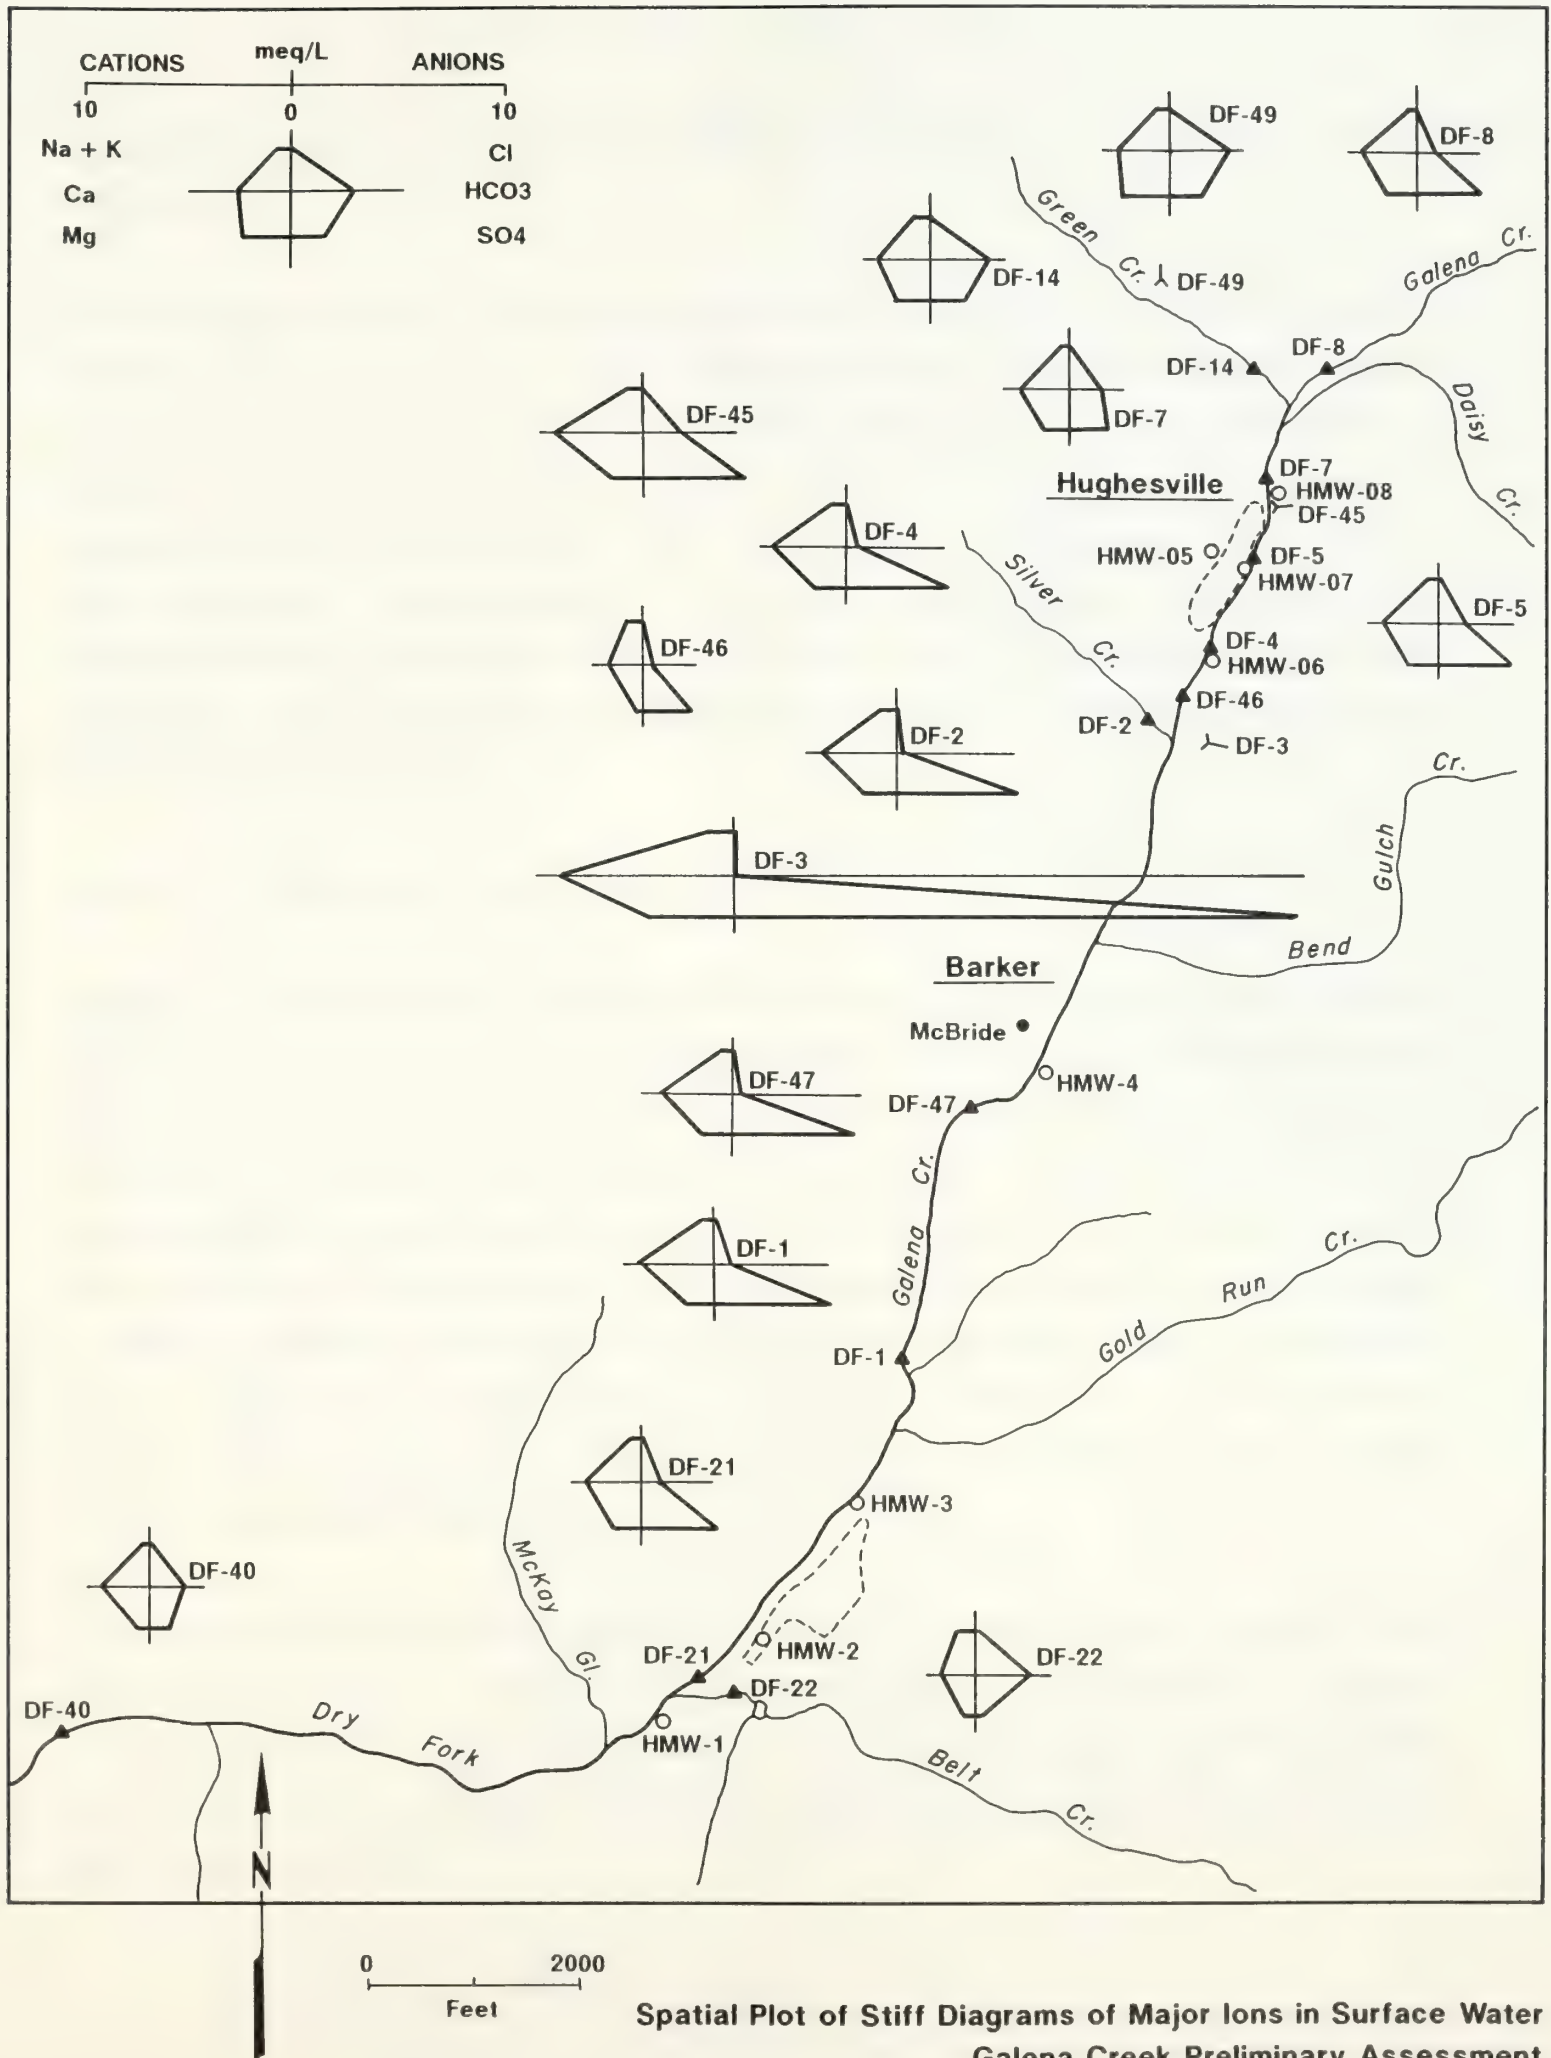 meq/L
CATIONS ANIONS
10 0 10
Na + K Cl
Ca HCO3
Mg SO4
DF-49
DF-8
Green Cr.
DF-14
DF-49
Galena Cr.
DF-14
DF-8
DF-7
Daisy Cr.
DF-45
Hughesville
DF-7
HMW-08
DF-45
DF-4
HMW-05
DF-5
HMW-07
Silver Cr.
DF-5
DF-46
DF-4
HMW-06
DF-46
DF-2
DF-2
DF-3
Bend Gulch Cr.
DF-3
Barker
McBride
HMW-4
DF-47
DF-47
Galena Cr.
DF-1
Gold Run Cr.
DF-1
DF-21
HMW-3
McKay Gl.
DF-40
HMW-2
DF-21
DF-22
DF-22
DF-40
Dry Fork
HMW-1
Belt Cr.
N
0 2000
Feet
Spatial Plot of Stiff Diagrams of Major Ions in Surface Water
Galena Creek Preliminary Assessment